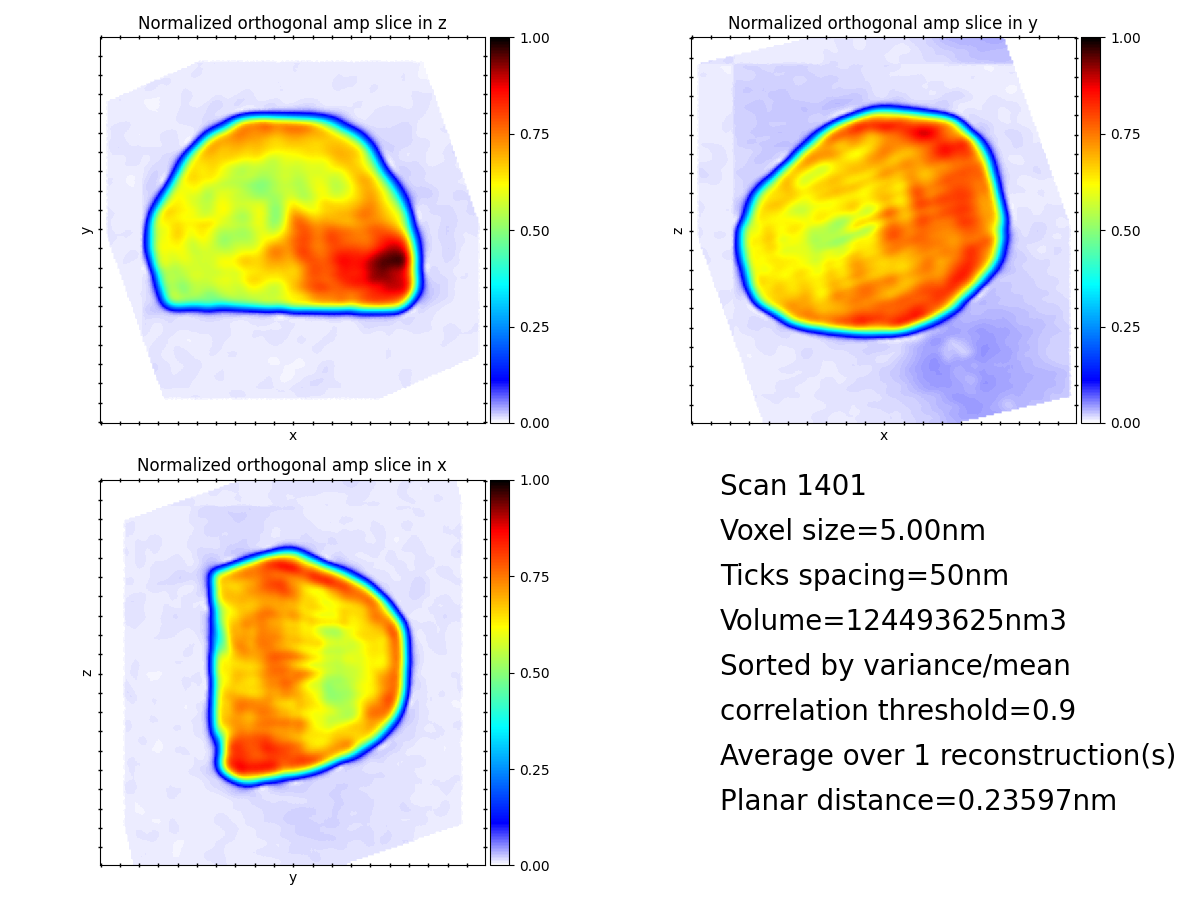 Normalized orthogonal amp slice in z
y
x
1.00
0.75
0.50
0.25
0.00
Normalized orthogonal amp slice in y
z
x
1.00
0.75
0.50
0.25
0.00
Normalized orthogonal amp slice in x
z
y
1.00
0.75
0.50
0.25
0.00
Scan 1401
Voxel size=5.00nm
Ticks spacing=50nm
Volume=124493625nm3
Sorted by variance/mean
correlation threshold=0.9
Average over 1 reconstruction(s)
Planar distance=0.23597nm